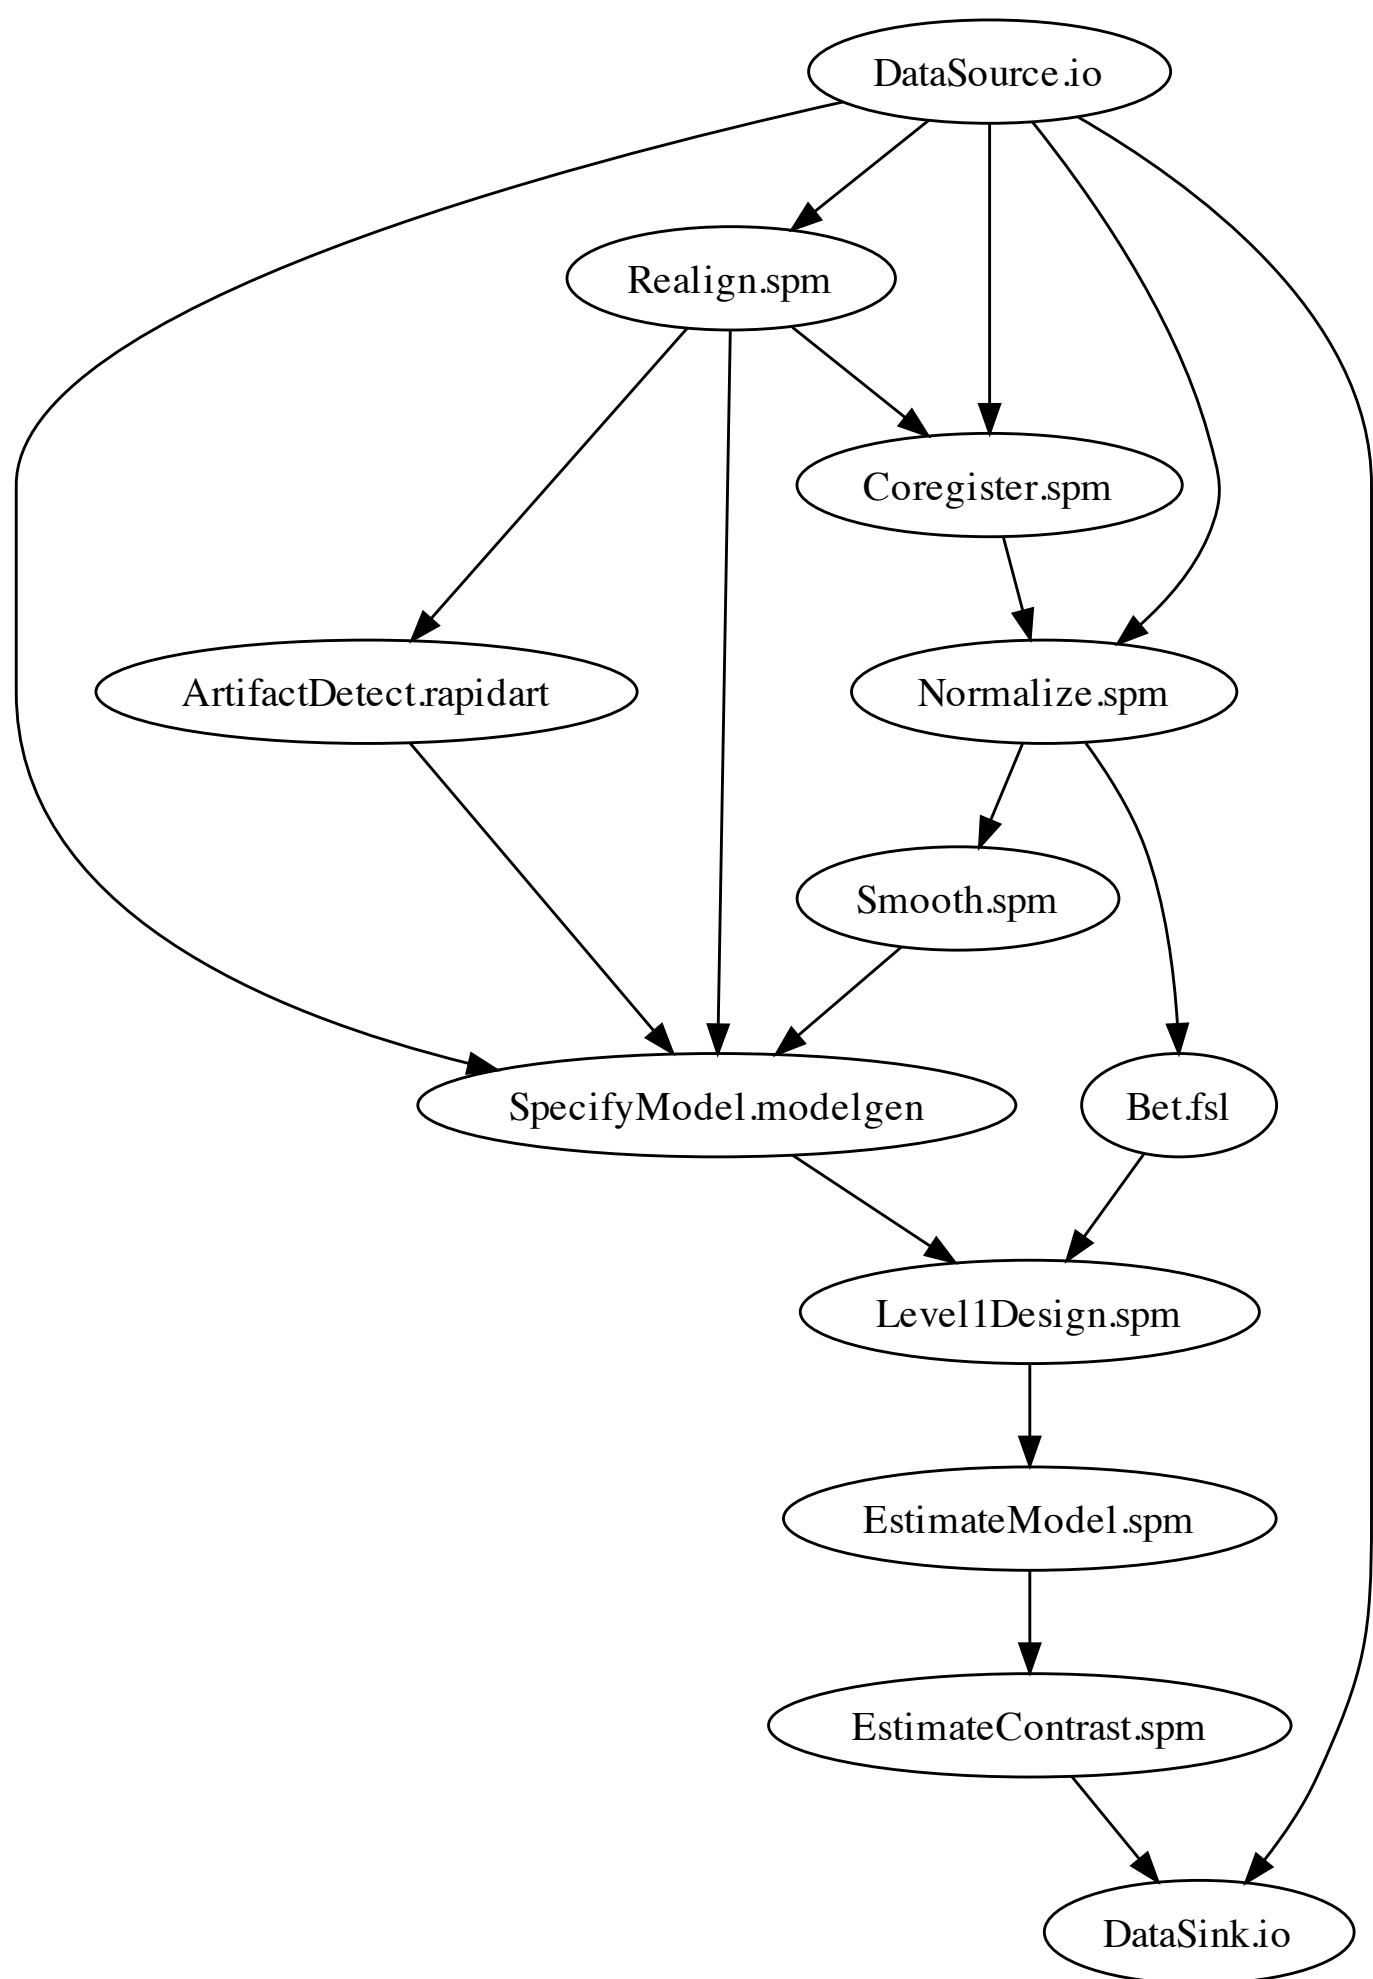 DataSource.io
Realign.spm
Coregister.spm
ArtifactDetect.rapidart
Normalize.spm
Smooth.spm
SpecifyModel.modelgen
Bet.fsl
Level1Design.spm
EstimateModel.spm
EstimateContrast.spm
DataSink.io